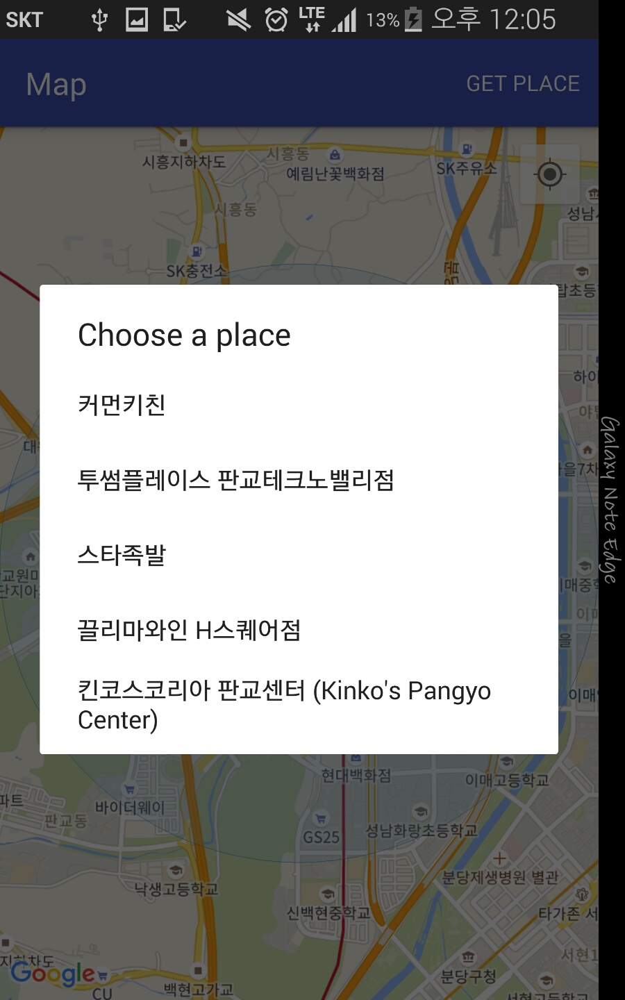 SKT LTE 13% 오후 12:05
Map GET PLACE
시흥지하차도
시흥동
예림난꽃백화점
SK주유소
시흥동
성남
SK충전소
탑초등
Choose a place
하이
커먼키친
야탑
Galaxy Note Edge
대
투썸플레이스 판교테크노밸리점
을7차
스타족발
교원마
단지아
이매중학
이매
끌리마와인 H스퀘어점
을
킨코스코리아 판교센터 (Kinko's Pangyo
Center)
이매
현대백화점
이매고등학교
파트
바이더웨이
판교동
GS25
성남화랑초등학교
분당제생병원 별관
낙생고등학교
신백현중학교
타가존 서
지하차도
서현1
Google
분당구청
CU
백현고가교
서현고등학교